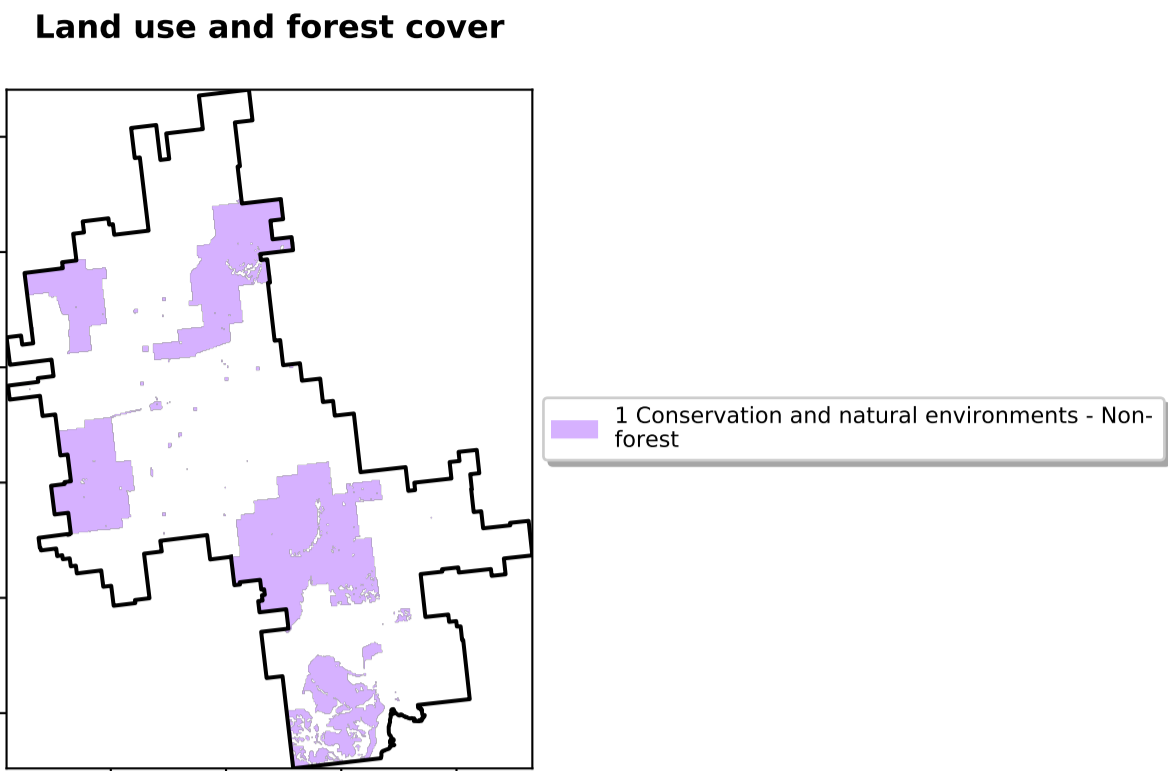 Land use and forest cover
1 Conservation and natural environments - Non-
forest